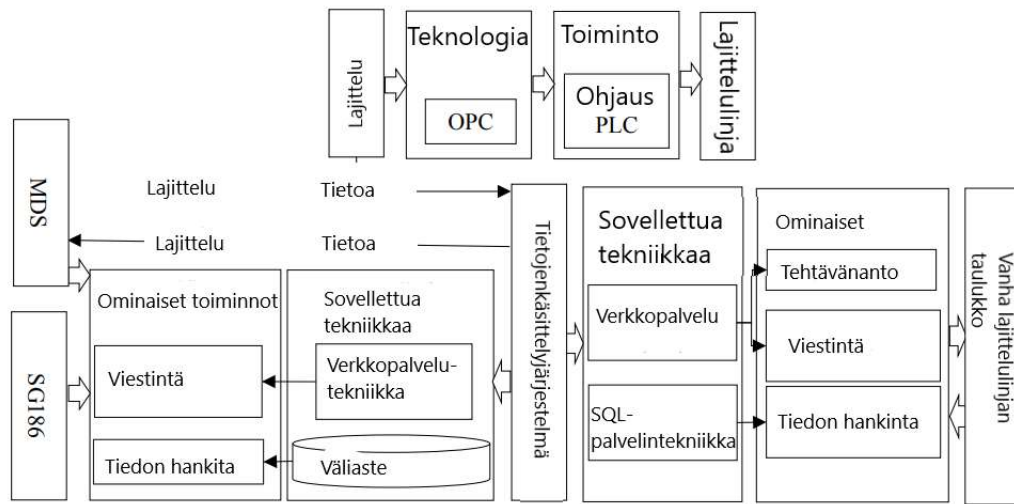 Lajittelu
Teknologia
OPC
Toiminto
Ohjaus
PLC
Lajittelulinja
MDS
Lajittelu
Tietoa
Lajittelu
Tietoa
SG186
Ominaiset toiminnot
Viestintä
Tiedon hankita
Sovellettua
tekniikkaa
Verkkopalvelu-
tekniikka
Väliaste
Tietojenkäsittelyjärjestelmä
Sovellettua
tekniikkaa
Verkkopalvelu
SQL-
palvelintekniikka
Ominaiset
Tehtävänanto
Viestintä
Tiedon hankinta
Vanha lajittelulinjan
taulukko